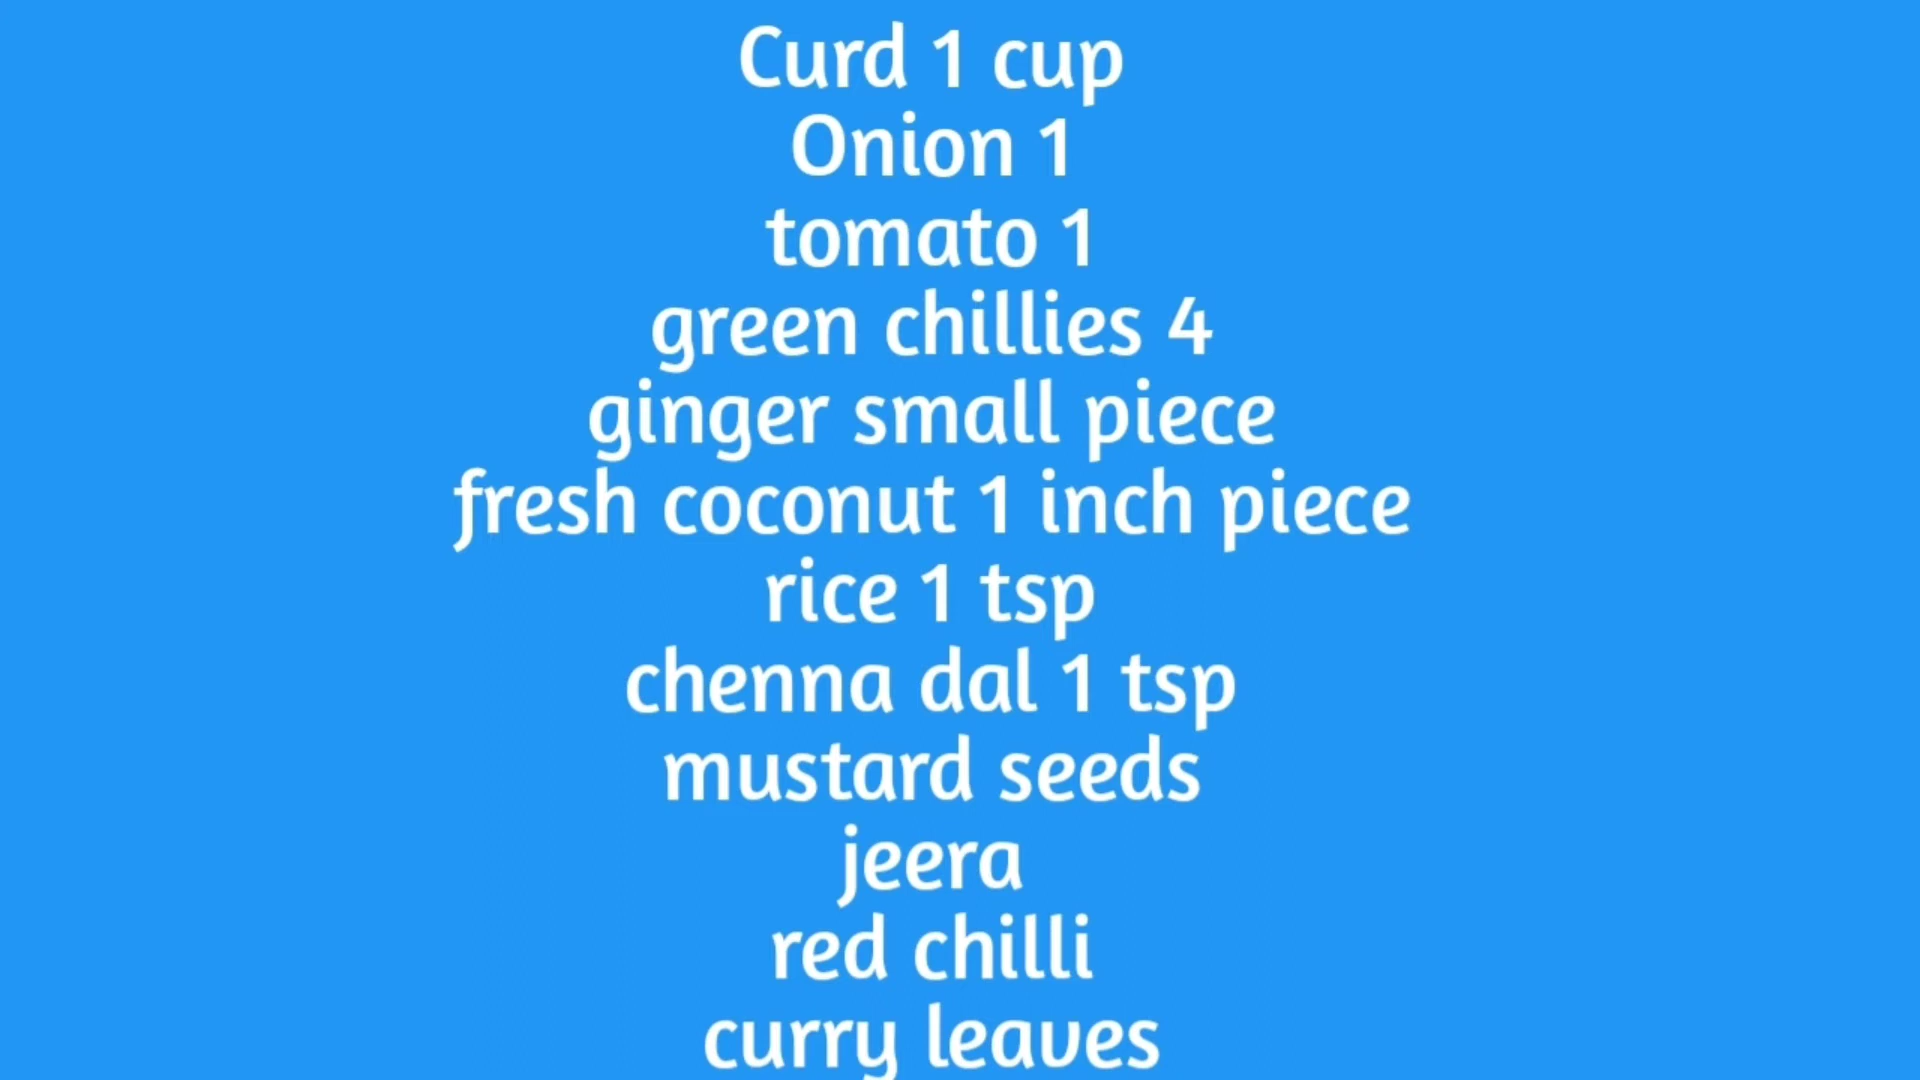 Curd 1 cup
Onion 1
tomato 1
green chillies 4
ginger small piece
fresh coconut 1 inch piece
rice 1 tsp
chenna dal 1 tsp
mustard seeds
jeera
red chilli
curry leaves